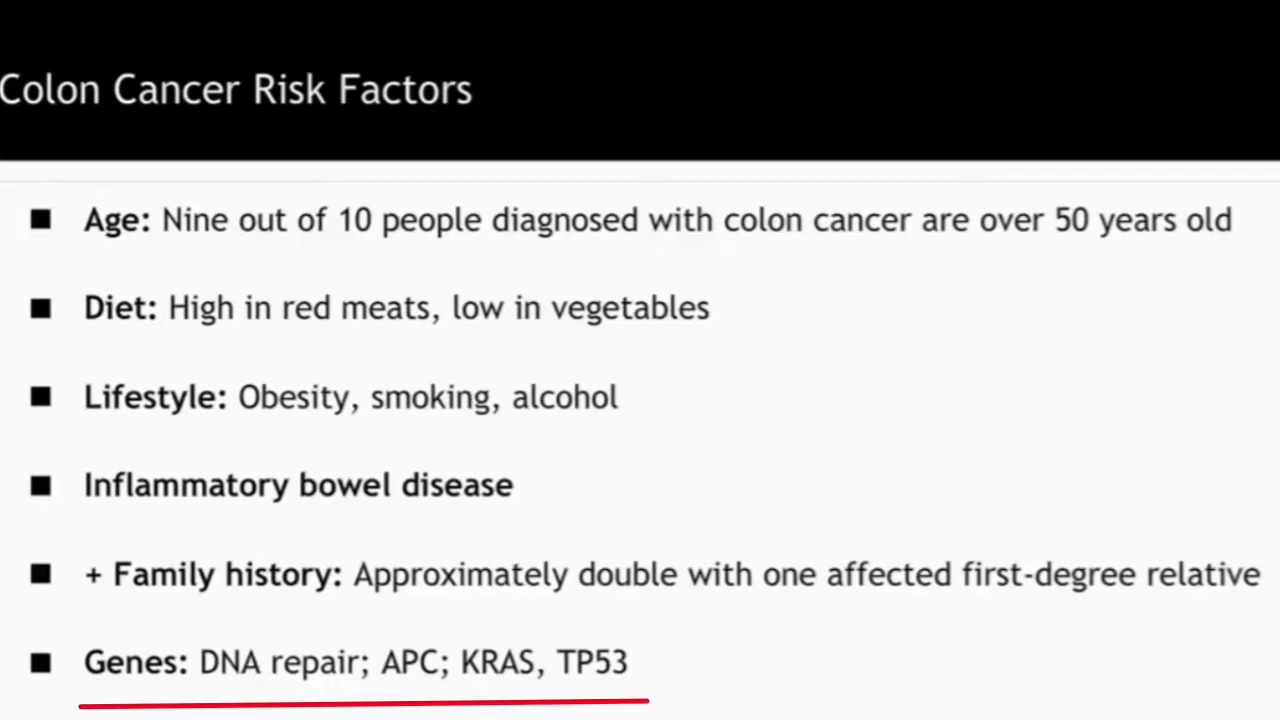 Colon Cancer Risk Factors
Age: Nine out of 10 people diagnosed with colon cancer are over 50 years old
Diet: High in red meats, low in vegetables
Lifestyle: Obesity, smoking, alcohol
Inflammatory bowel disease
+ Family history: Approximately double with one affected first-degree relative
Genes: DNA repair; APC; KRAS, TP53